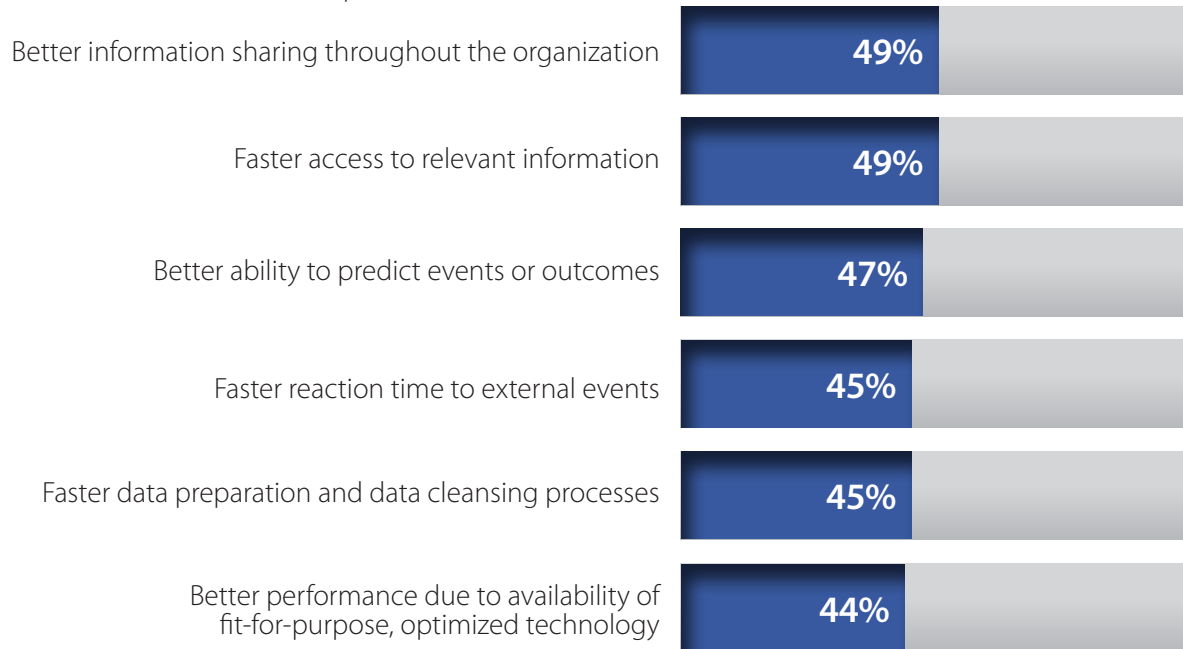 Better information sharing throughout the organization
49%
Faster access to relevant information
49%
Better ability to predict events or outcomes
47%
Faster reaction time to external events
45%
Faster data preparation and data cleansing processes
45%
Better performance due to availability of
fit-for-purpose, optimized technology
44%